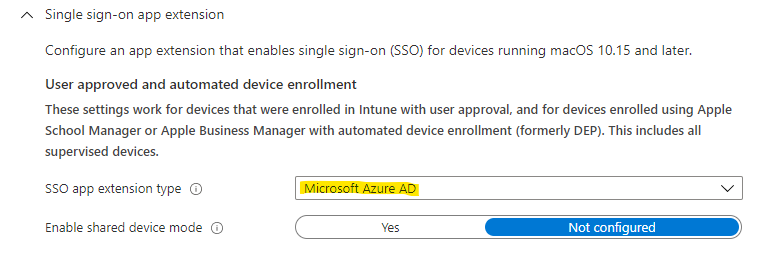 Single sign-on app extension
Configure an app extension that enables single sign-on (SSO) for devices running macOS 10.15 and later.
User approved and automated device enrollment
These settings work for devices that were enrolled in Intune with user approval, and for devices enrolled using Apple
School Manager or Apple Business Manager with automated device enrollment (formerly DEP). This includes all
supervised devices.
SSO app extension type Microsoft Azure AD
Enable shared device mode Yes Not configured